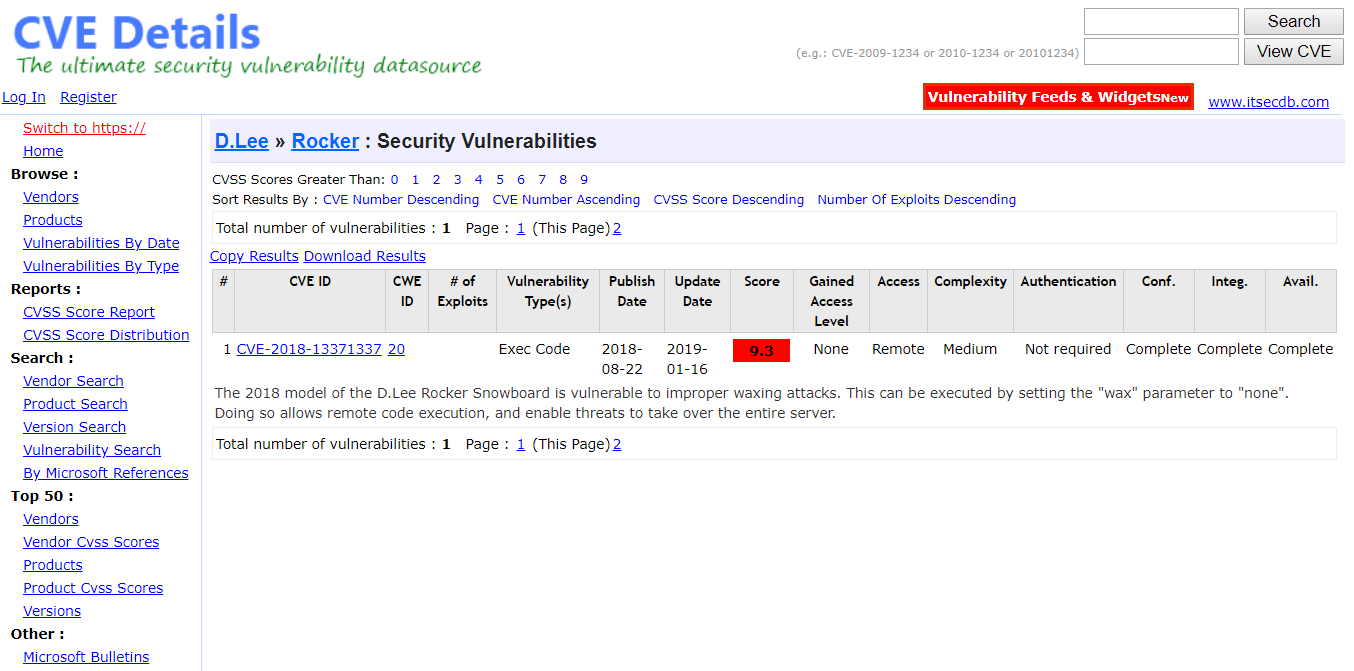 CVE Details
The ultimate security vulnerability datasource
Search
(e.g.: CVE-2009-1234 or 2010-1234 or 20101234) View CVE
Log In Register
Vulnerability Feeds & WidgetsNew www.itsecdb.com
Switch to https://
Home
Browse :
Vendors
Products
Vulnerabilities By Date
Vulnerabilities By Type
Reports :
CVSS Score Report
CVSS Score Distribution
Search :
Vendor Search
Product Search
Version Search
Vulnerability Search
By Microsoft References
Top 50 :
Vendors
Vendor Cvss Scores
Products
Product Cvss Scores
Versions
Other :
Microsoft Bulletins
D.Lee » Rocker : Security Vulnerabilities
CVSS Scores Greater Than: 0 1 2 3 4 5 6 7 8 9
Sort Results By : CVE Number Descending CVE Number Ascending CVSS Score Descending Number Of Exploits Descending
Total number of vulnerabilities : 1 Page : 1 (This Page)2
Copy Results Download Results
# CVE ID CWE ID # of Exploits Vulnerability Type(s) Publish Date Update Date Score Gained Access Level Access Complexity Authentication Conf. Integ. Avail.
1 CVE-2018-13371337 20 Exec Code 2018-08-22 2019-01-16 9.3 None Remote Medium Not required Complete Complete Complete
The 2018 model of the D.Lee Rocker Snowboard is vulnerable to improper waxing attacks. This can be executed by setting the "wax" parameter to "none".
Doing so allows remote code execution, and enable threats to take over the entire server.
Total number of vulnerabilities : 1 Page : 1 (This Page)2